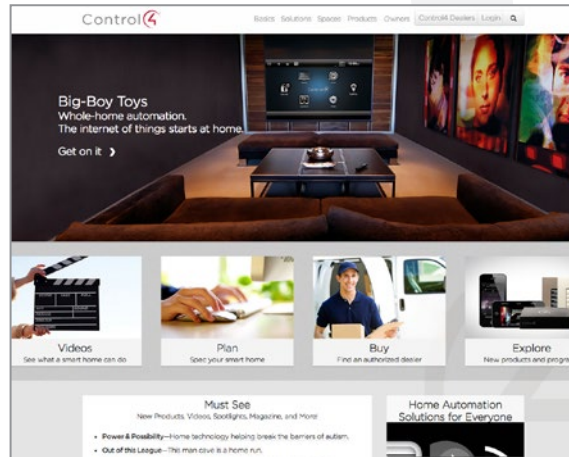 Control4
Basics Solutions Spaces Products Owners Control4 Dealers Login
Big-Boy Toys
Whole-home automation.
The internet of things starts at home.
Get on it ❯
Videos
See what a smart home can do
Plan
Spec your smart home
Buy
Find an authorized dealer
Explore
New products and progra
Must See
New Products, Videos, Spotlights, Magazine, and More!
• Power & Possibility—Home technology helping break the barriers of autism.
• Out of this League—This man cave is a home run.
Home Automation
Solutions for Everyone